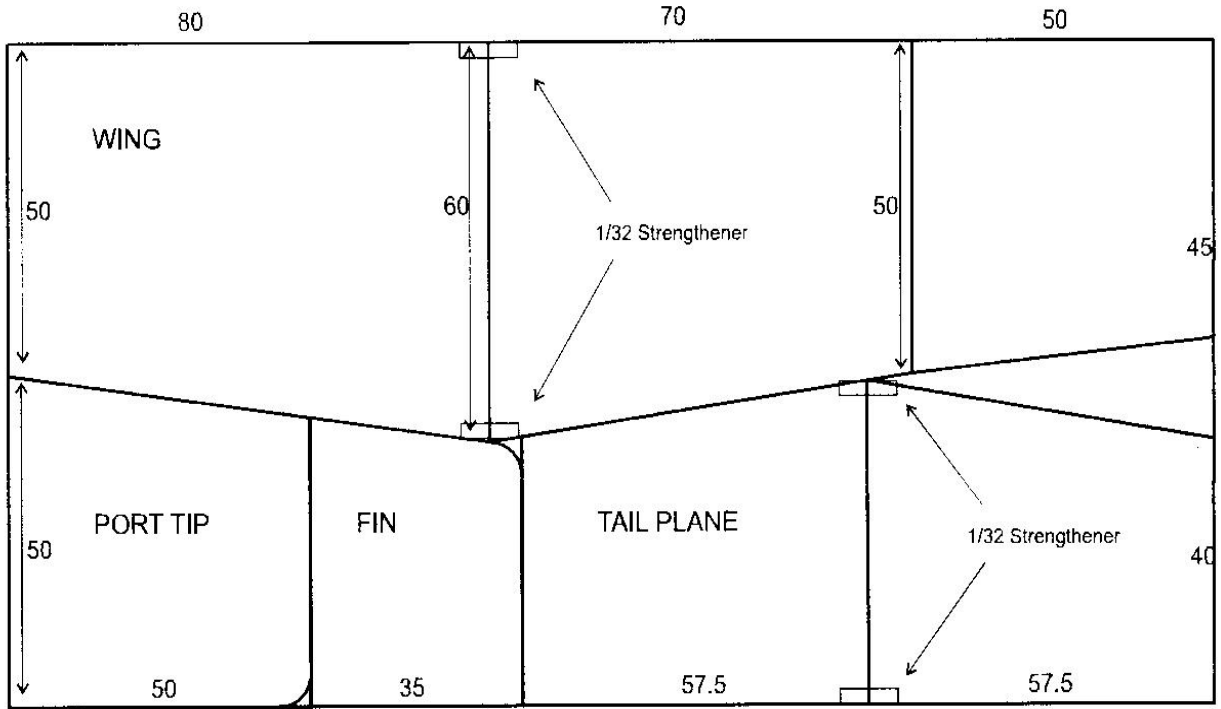 80
70
50
WING
50
60
50
1/32 Strengthener
45
PORT TIP
FIN
TAIL PLANE
1/32 Strengthener
50
40
50
35
57.5
57.5